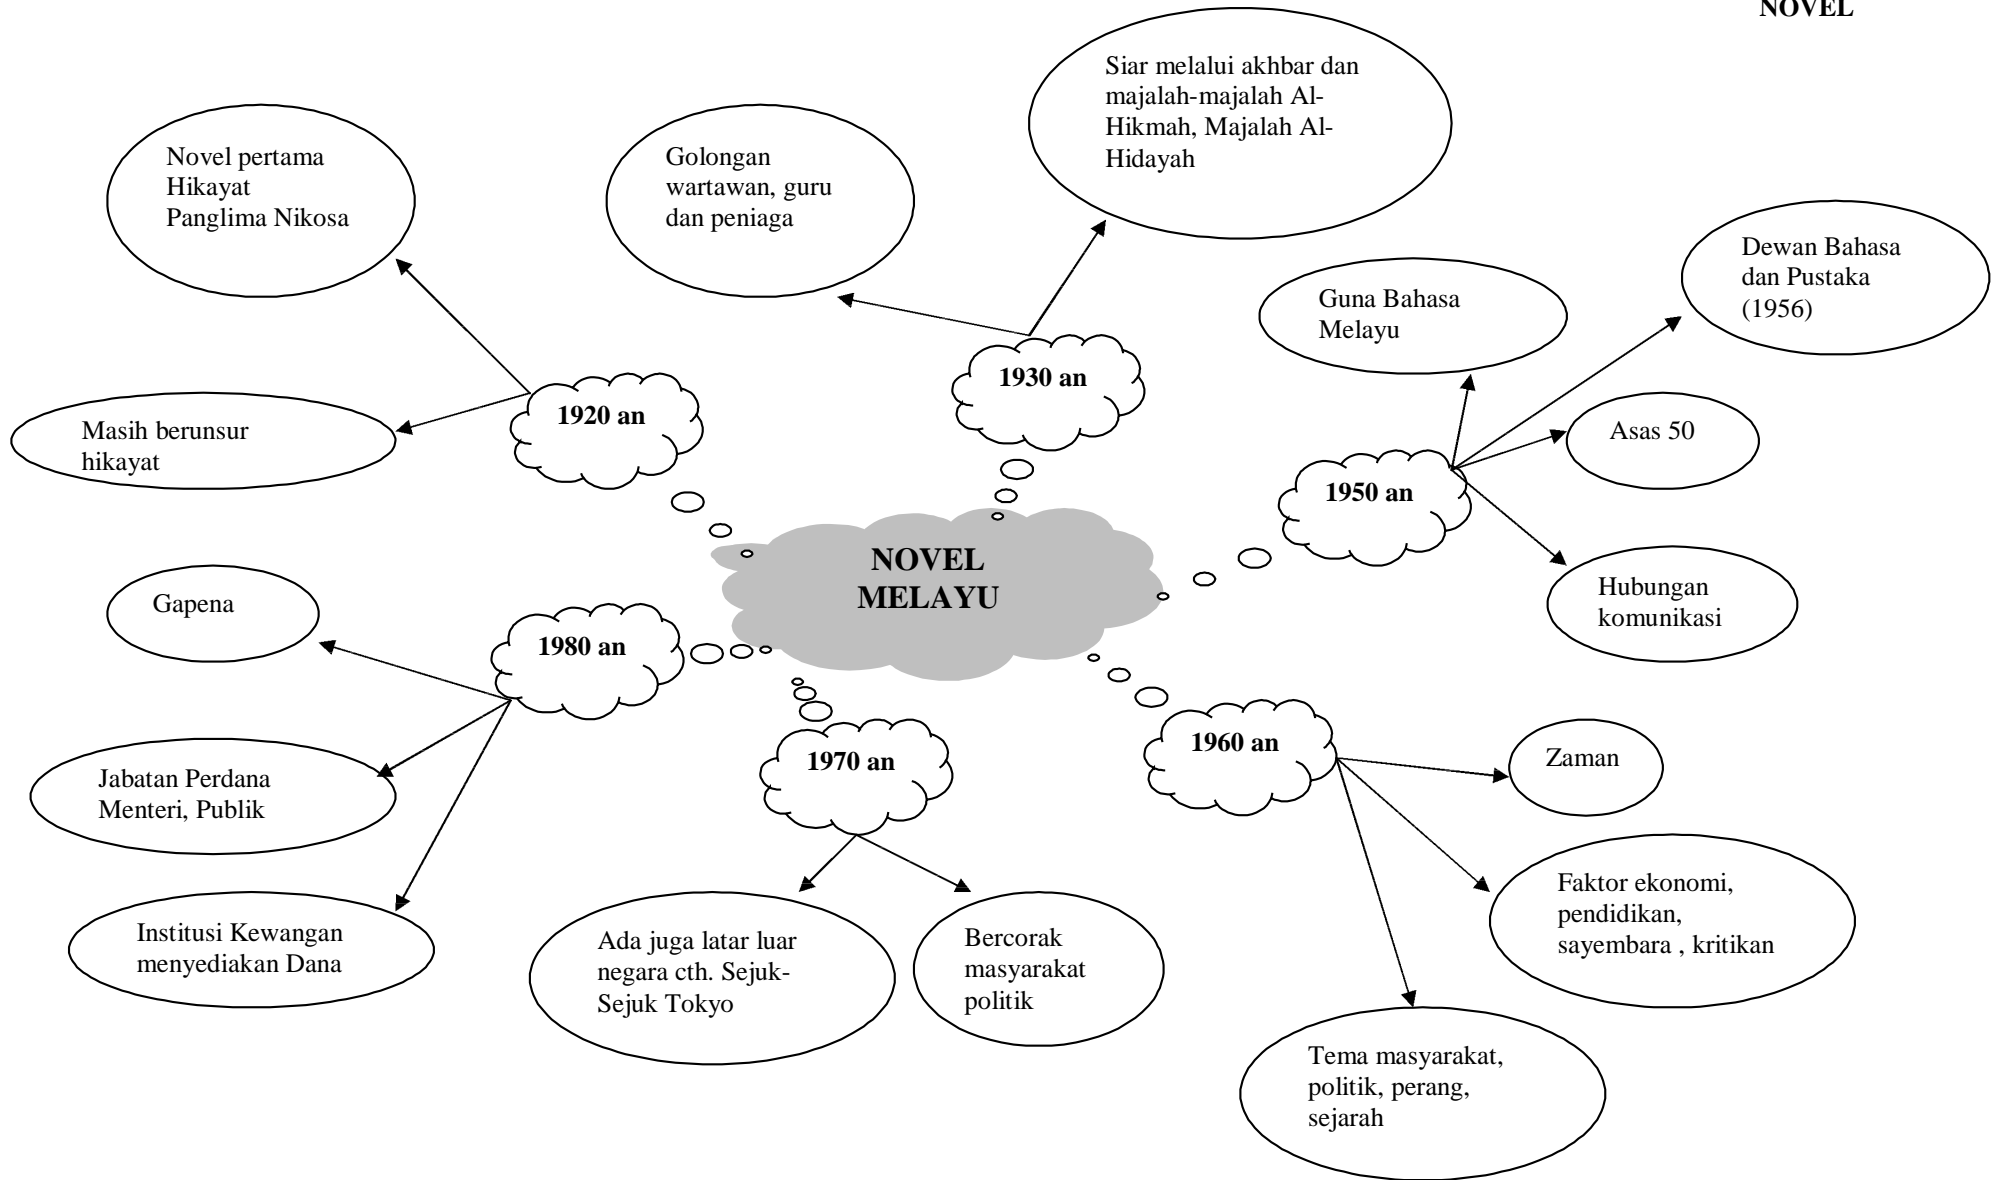 NOVEL
Siar melalui akhbar dan
majalah-majalah Al-
Hikmah, Majalah Al-
Hidayah
Novel pertama
Hikayat
Panglima Nikosa
Golongan
wartawan, guru
dan peniaga
Dewan Bahasa
dan Pustaka
(1956)
Guna Bahasa
Melayu
1930 an
1920 an
Masih berunsur
hikayat
Asas 50
1950 an
NOVEL
MELAYU
Hubungan
komunikasi
Gapena
1980 an
1960 an
1970 an
Zaman
Jabatan Perdana
Menteri, Publik
Faktor ekonomi,
pendidikan,
sayembara , kritikan
Institusi Kewangan
menyediakan Dana
Ada juga latar luar
negara cth. Sejuk-
Sejuk Tokyo
Bercorak
masyarakat
politik
Tema masyarakat,
politik, perang,
sejarah